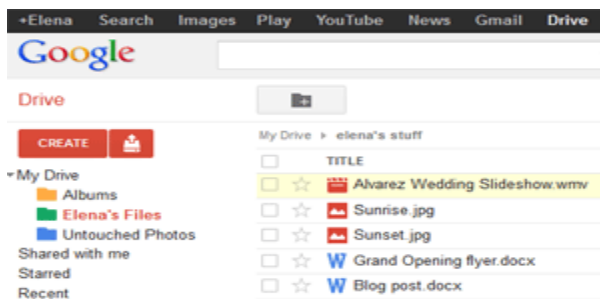 +Elena Search Images Play YouTube News Gmail Drive
Google
Drive
CREATE
My Drive
Albums
Elena's Files
Untouched Photos
Shared with me
Starred
Recent
My Drive › elena's stuff
TITLE
Alvarez Wedding Slideshow.wmv
Sunrise.jpg
Sunset.jpg
Grand Opening flyer.docx
Blog post.docx